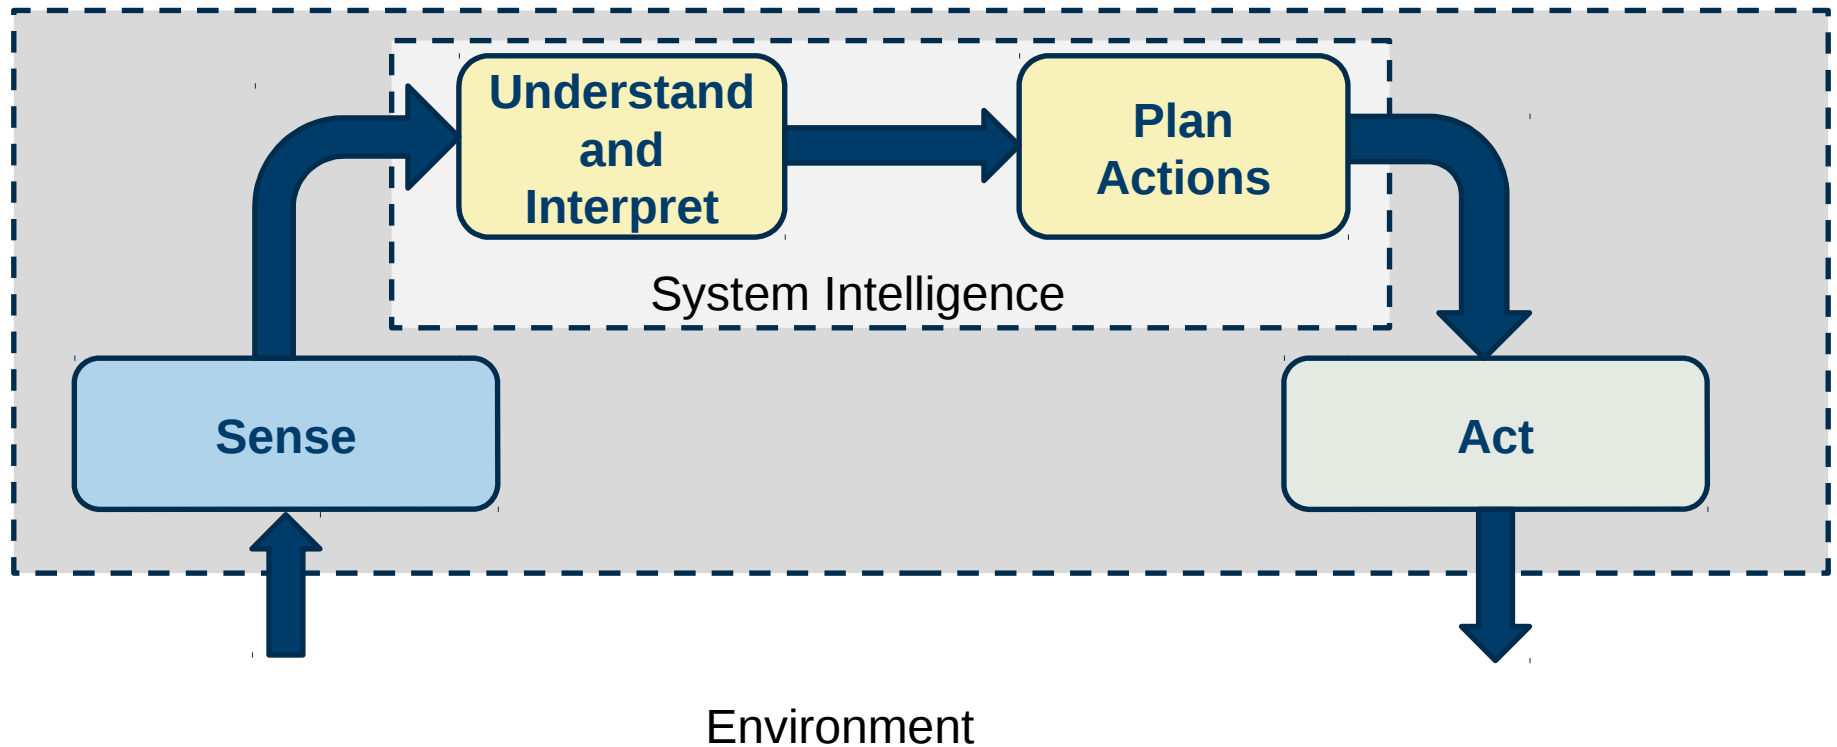 Understand
and
Interpret
Plan
Actions
System Intelligence
Sense
Act
Environment